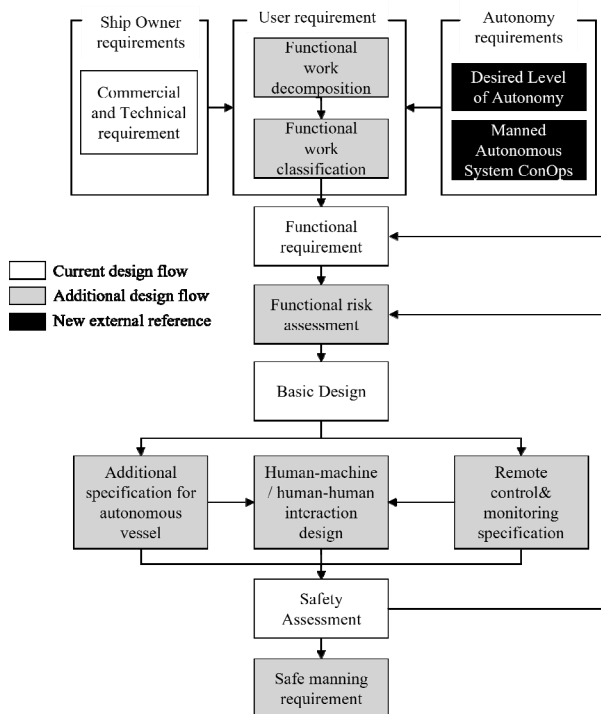 Ship Owner
requirements
Commercial
and Technical
requirement
User requirement
Functional
work
decomposition
Functional
work
classification
Autonomy
requirements
Desired Level
of Autonomy
Manned
Autonomous
System ConOps
Functional
requirement
Current design flow
Additional design flow
New external reference
Functional risk
assessment
Basic Design
Additional
specification for
autonomous
vessel
Human-machine
/ human-human
interaction
design
Remote
control&
monitoring
specification
Safety
Assessment
Safe manning
requirement